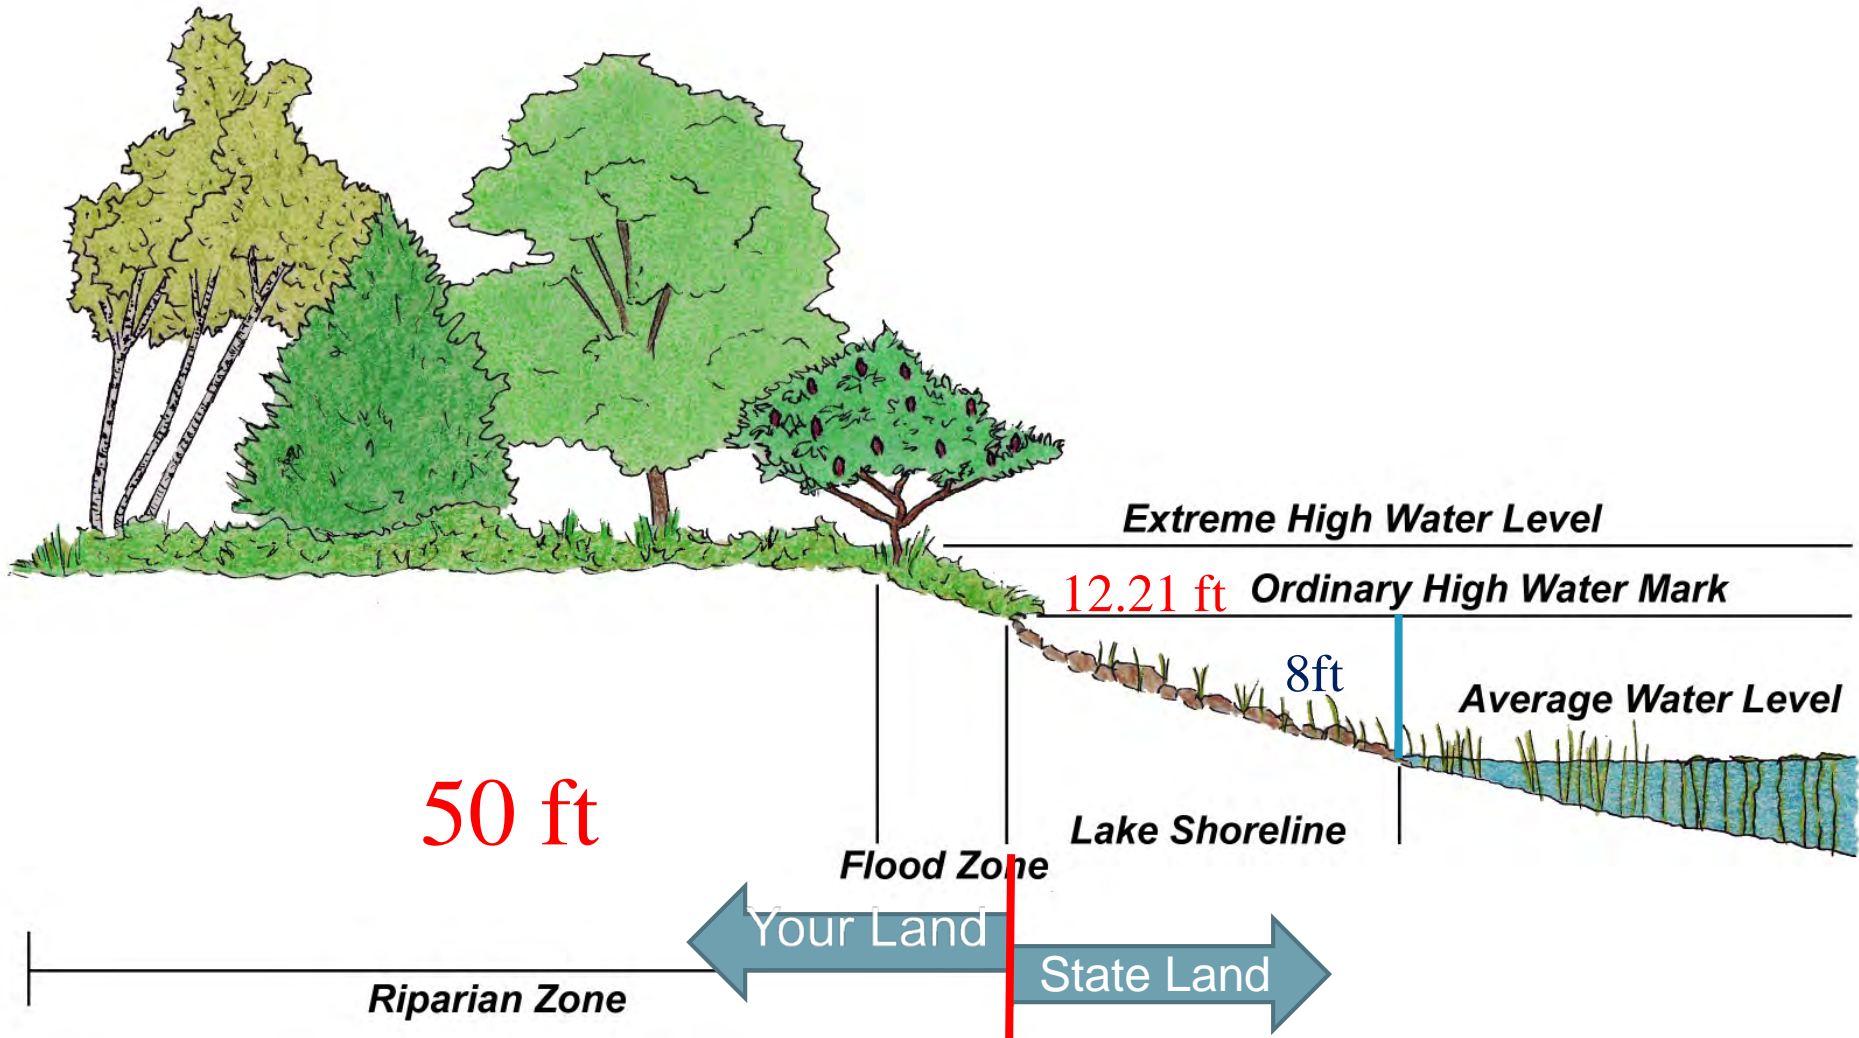 Extreme High Water Level
12.21 ft Ordinary High Water Mark
8ft
Average Water Level
50 ft
Lake Shoreline
Flood Zone
Your Land
State Land
Riparian Zone